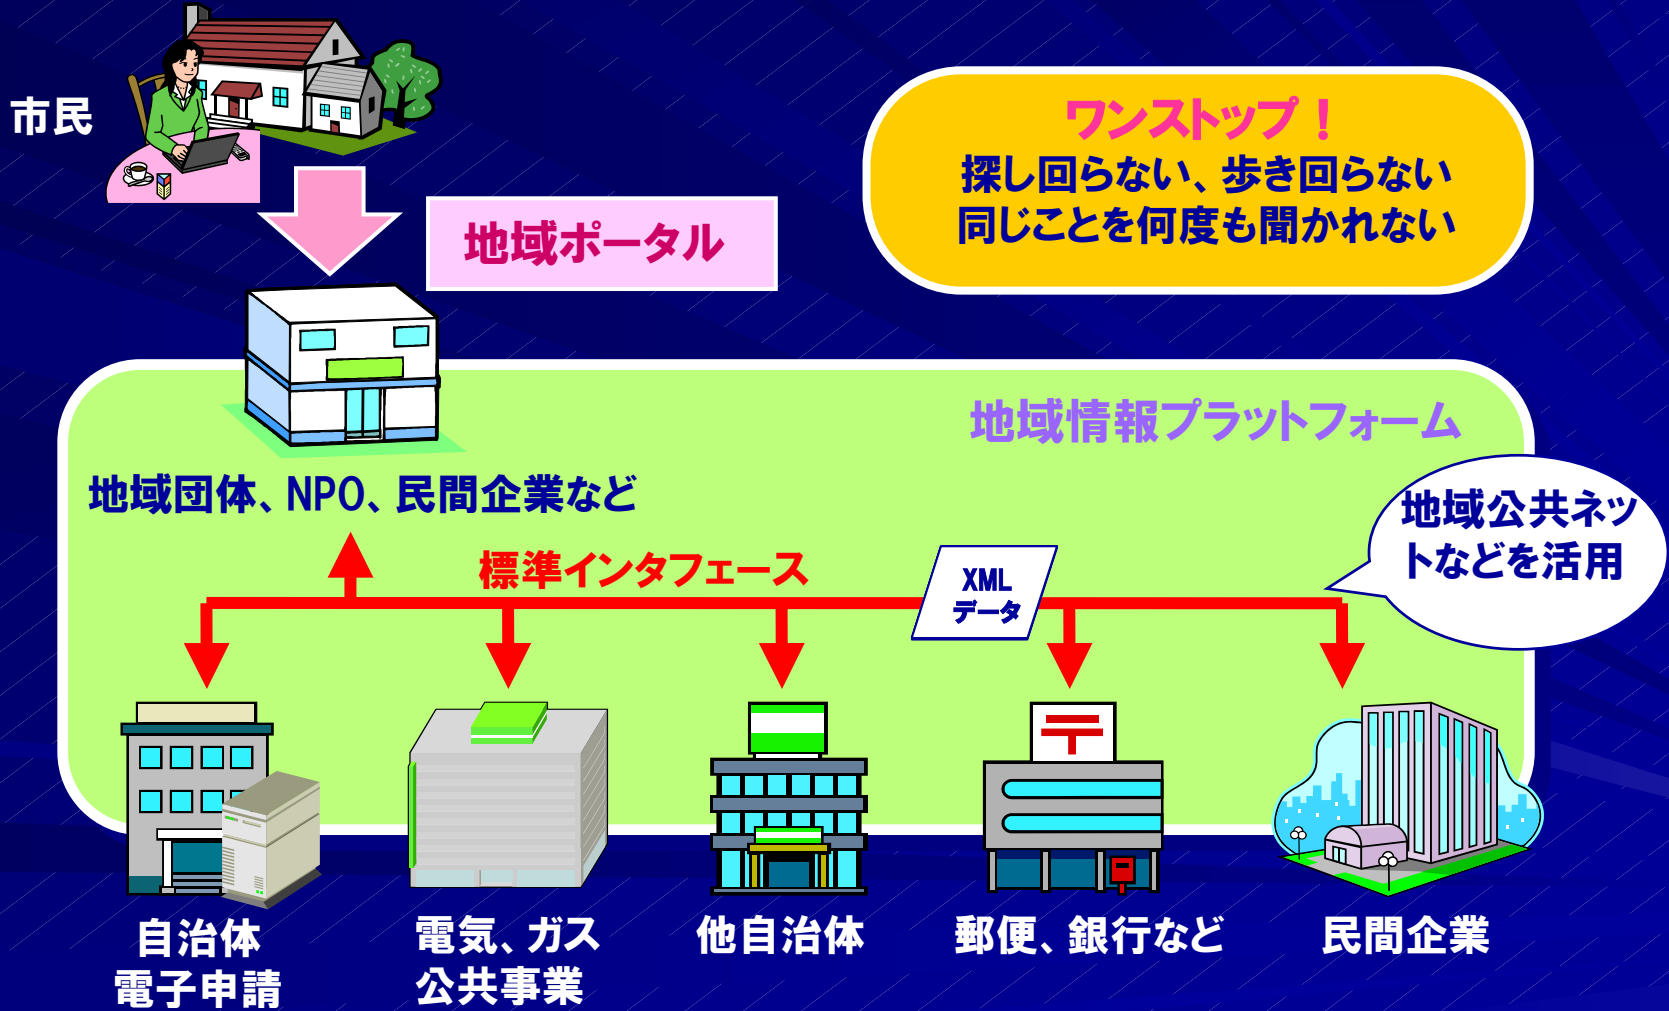 市民
ワンストップ！
探し回らない、歩き回らない
同じことを何度も聞かれない
地域ポータル
地域情報プラットフォーム
地域団体、NPO、民間企業など
地域公共ネッ
トなどを活用
標準インタフェース
XML
データ
〒
自治体
電子申請
電気、ガス
公共事業
他自治体
郵便、銀行など
民間企業